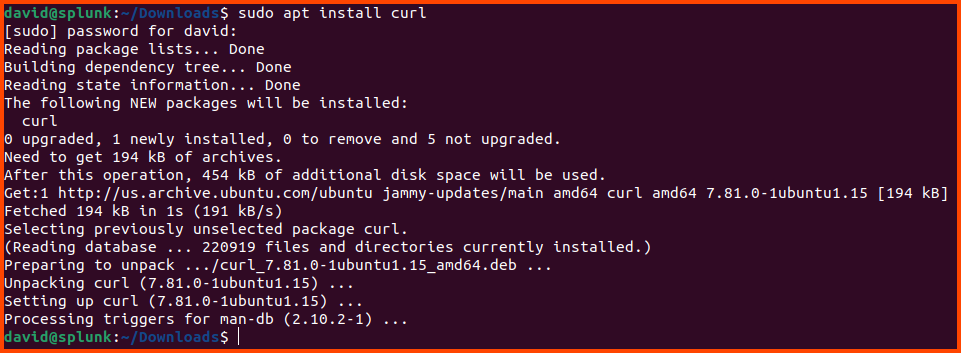 david@splunk:~/Downloads$ sudo apt install curl
[sudo] password for david:
Reading package lists... Done
Building dependency tree... Done
Reading state information... Done
The following NEW packages will be installed:
  curl
0 upgraded, 1 newly installed, 0 to remove and 5 not upgraded.
Need to get 194 kB of archives.
After this operation, 454 kB of additional disk space will be used.
Get:1 http://us.archive.ubuntu.com/ubuntu jammy-updates/main amd64 curl amd64 7.81.0-1ubuntu1.15 [194 kB]
Fetched 194 kB in 1s (191 kB/s)
Selecting previously unselected package curl.
(Reading database ... 220919 files and directories currently installed.)
Preparing to unpack .../curl_7.81.0-1ubuntu1.15_amd64.deb ...
Unpacking curl (7.81.0-1ubuntu1.15) ...
Setting up curl (7.81.0-1ubuntu1.15) ...
Processing triggers for man-db (2.10.2-1) ...
david@splunk:~/Downloads$